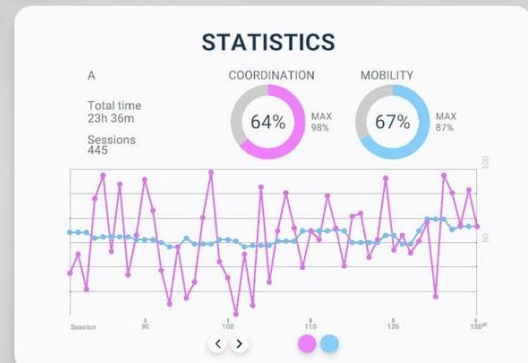 STATISTICS
A
COORDINATION
MOBILITY
Total time
23h 36m
Sessions
445
64%
MAX
98%
67%
MAX
87%
100
50
Session
90
100
110
120
130